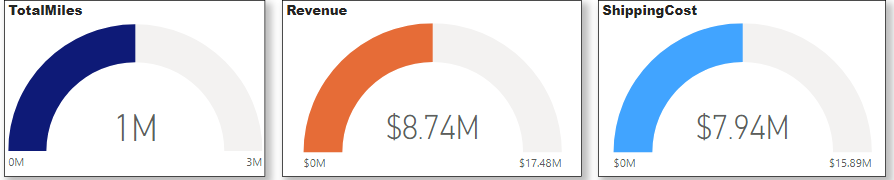 TotalMiles
1M
0M
3M
Revenue
$8.74M
$0M
$17.48M
ShippingCost
$7.94M
$0M
$15.89M